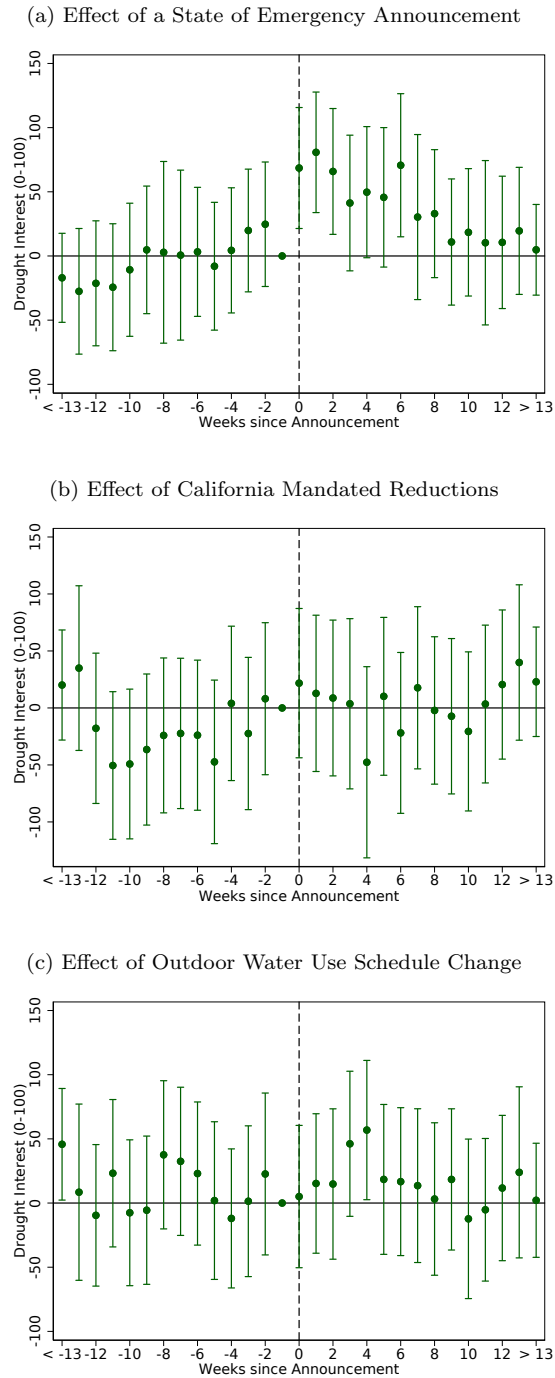 (a) Effect of a State of Emergency Announcement
150
100
50
0
-50
-100
Drought Interest (0-100)
< -13 -12 -10 -8 -6 -4 -2 0 2 4 6 8 10 12 > 13
Weeks since Announcement
(b) Effect of California Mandated Reductions
150
100
50
0
-50
-100
Drought Interest (0-100)
< -13 -12 -10 -8 -6 -4 -2 0 2 4 6 8 10 12 > 13
Weeks since Announcement
(c) Effect of Outdoor Water Use Schedule Change
150
100
50
0
-50
-100
Drought Interest (0-100)
< -13 -12 -10 -8 -6 -4 -2 0 2 4 6 8 10 12 > 13
Weeks since Announcement